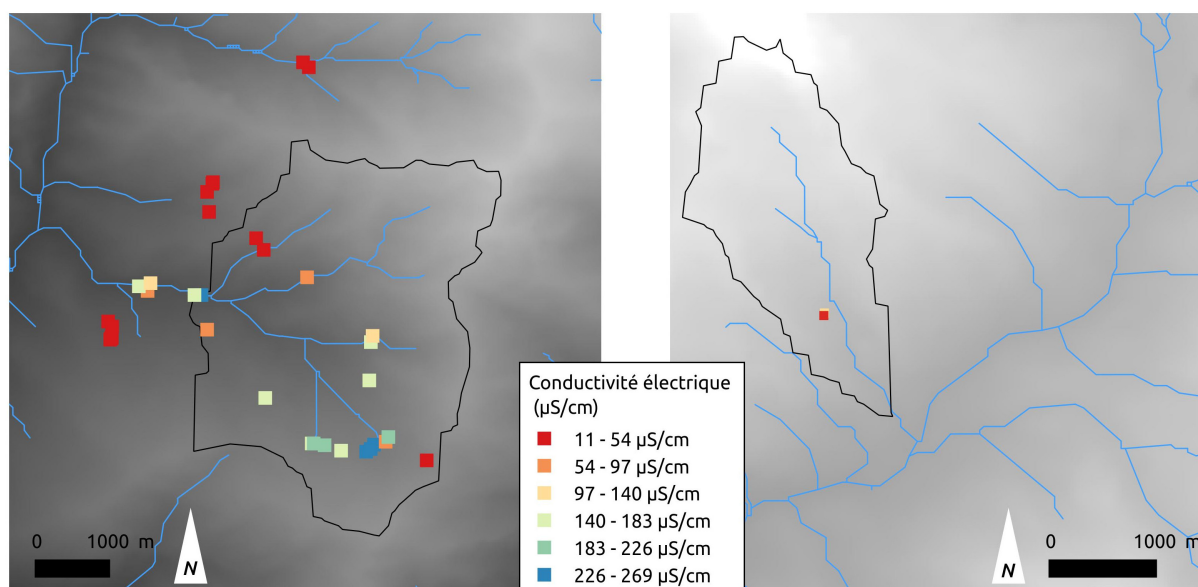 Conductivité électrique
(µS/cm)
11 - 54 µS/cm
54 - 97 µS/cm
97 - 140 µS/cm
140 - 183 µS/cm
183 - 226 µS/cm
226 - 269 µS/cm
0 1000 m
N
N
0 1000 m